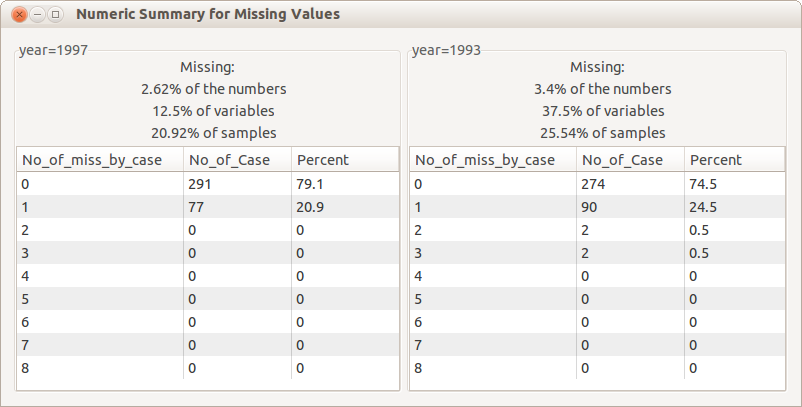 Numeric Summary for Missing Values
year=1997
Missing:
2.62% of the numbers
12.5% of variables
20.92% of samples
No_of_miss_by_case No_of_Case Percent
0 291 79.1
1 77 20.9
2 0 0
3 0 0
4 0 0
5 0 0
6 0 0
7 0 0
8 0 0
year=1993
Missing:
3.4% of the numbers
37.5% of variables
25.54% of samples
No_of_miss_by_case No_of_Case Percent
0 274 74.5
1 90 24.5
2 2 0.5
3 2 0.5
4 0 0
5 0 0
6 0 0
7 0 0
8 0 0